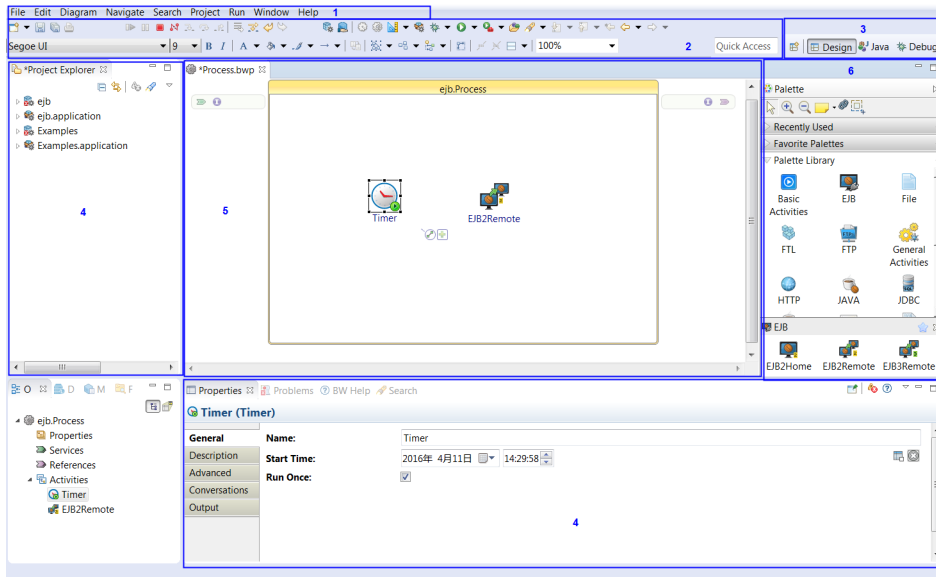 File Edit Diagram Navigate Search Project Run Window Help 1
Segoe UI 9 B I A 100% 2 Quick Access
3
Design Java Debug
*Project Explorer
ejb
ejb.application
Examples
Examples.application
4
*Process.bwp
ejb.Process
Timer
EJB2Remote
5
6
Palette
Recently Used
Favorite Palettes
Palette Library
Basic Activities
EJB
File
FTL
FTP
General Activities
HTTP
JAVA
JDBC
EJB
EJB2Home EJB2Remote EJB3Remote
O D M F
ejb.Process
Properties
Services
References
Activities
Timer
EJB2Remote
Properties Problems BW Help Search
Timer (Timer)
General
Description
Advanced
Conversations
Output
Name: Timer
Start Time: 2016年 4月11日 14:29:58
Run Once:
4